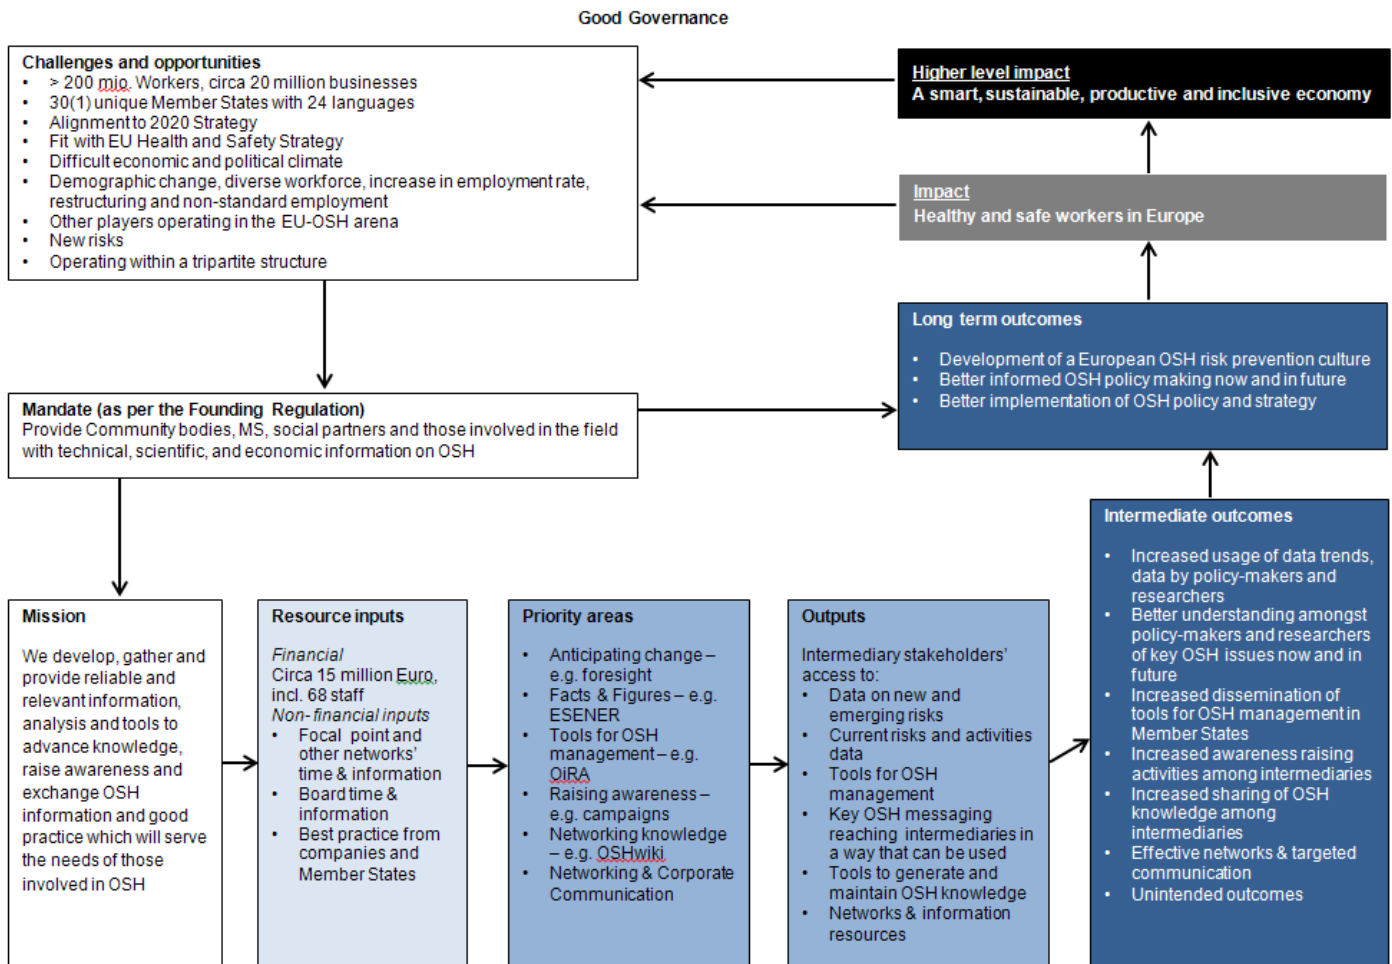 Good Governance
Challenges and opportunities
• > 200 mio. Workers, circa 20 million businesses
• 30(1) unique Member States with 24 languages
• Alignment to 2020 Strategy
• Fit with EU Health and Safety Strategy
• Difficult economic and political climate
• Demographic change, diverse workforce, increase in employment rate,
restructuring and non-standard employment
• Other players operating in the EU-OSH arena
• New risks
• Operating within a tripartite structure
Higher level impact
A smart, sustainable, productive and inclusive economy
Impact
Healthy and safe workers in Europe
Long term outcomes
• Development of a European OSH risk prevention culture
• Better informed OSH policy making now and in future
• Better implementation of OSH policy and strategy
Mandate (as per the Founding Regulation)
Provide Community bodies, MS, social partners and those involved in the field
with technical, scientific, and economic information on OSH
Mission
We develop, gather and
provide reliable and
relevant information,
analysis and tools to
advance knowledge,
raise awareness and
exchange OSH
information and good
practice which will serve
the needs of those
involved in OSH
Resource inputs
Financial
Circa 15 million Euro,
incl. 68 staff
Non-financial inputs
• Focal point and
other networks'
time & information
• Board time &
information
• Best practice from
companies and
Member States
Priority areas
• Anticipating change –
e.g. foresight
• Facts & Figures – e.g.
ESENER
• Tools for OSH
management – e.g.
OiRA
• Raising awareness –
e.g. campaigns
• Networking knowledge
– e.g. OSHwiki
• Networking & Corporate
Communication
Outputs
Intermediary stakeholders'
access to:
• Data on new and
emerging risks
• Current risks and activities
data
• Tools for OSH
management
• Key OSH messaging
reaching intermediaries in
a way that can be used
• Tools to generate and
maintain OSH knowledge
• Networks & information
resources
Intermediate outcomes
• Increased usage of data trends,
data by policy-makers and
researchers
• Better understanding amongst
policy-makers and researchers
of key OSH issues now and in
future
• Increased dissemination of
tools for OSH management in
Member States
• Increased awareness raising
activities among intermediaries
• Increased sharing of OSH
knowledge among
intermediaries
• Effective networks & targeted
communication
• Unintended outcomes